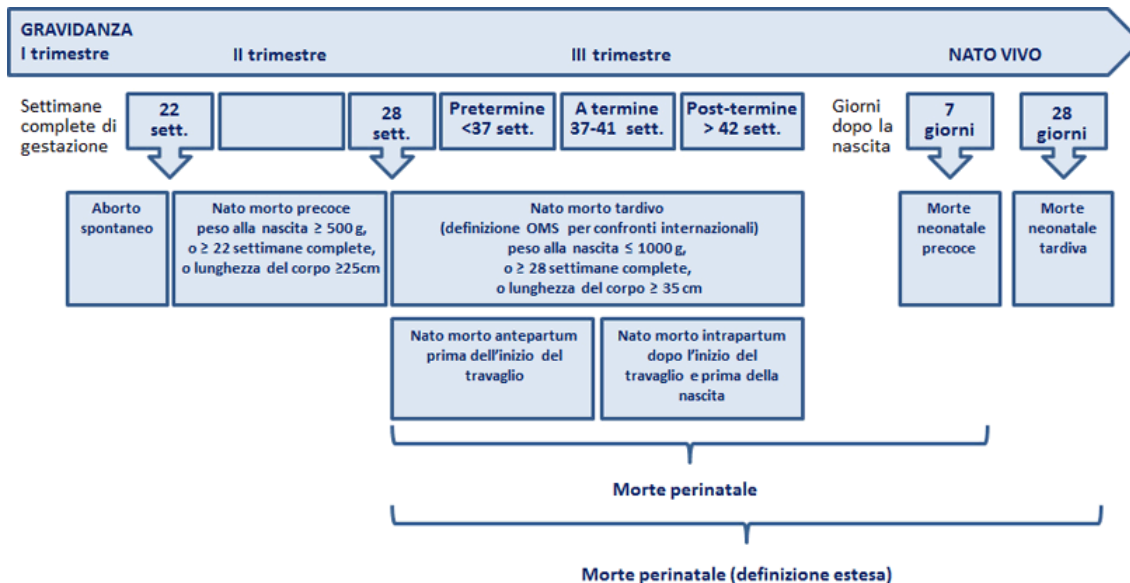 GRAVIDANZA
I trimestre
II trimestre
III trimestre
NATO VIVO
Settimane
complete di
gestazione
22
sett.
28
sett.
Pretermine
<37 sett.
A termine
37-41 sett.
Post-termine
> 42 sett.
Giorni
dopo la
nascita
7
giorni
28
giorni
Aborto
spontaneo
Nato morto precoce
peso alla nascita ≥ 500 g,
o ≥ 22 settimane complete,
o lunghezza del corpo ≥25cm
Nato morto tardivo
(definizione OMS per confronti internazionali)
peso alla nascita ≤ 1000 g,
o ≥ 28 settimane complete,
o lunghezza del corpo ≥ 35 cm
Morte
neonatale
precoce
Morte
neonatale
tardiva
Nato morto antepartum
prima dell'inizio del
travaglio
Nato morto intrapartum
dopo l'inizio del
travaglio e prima della
nascita
Morte perinatale
Morte perinatale (definizione estesa)